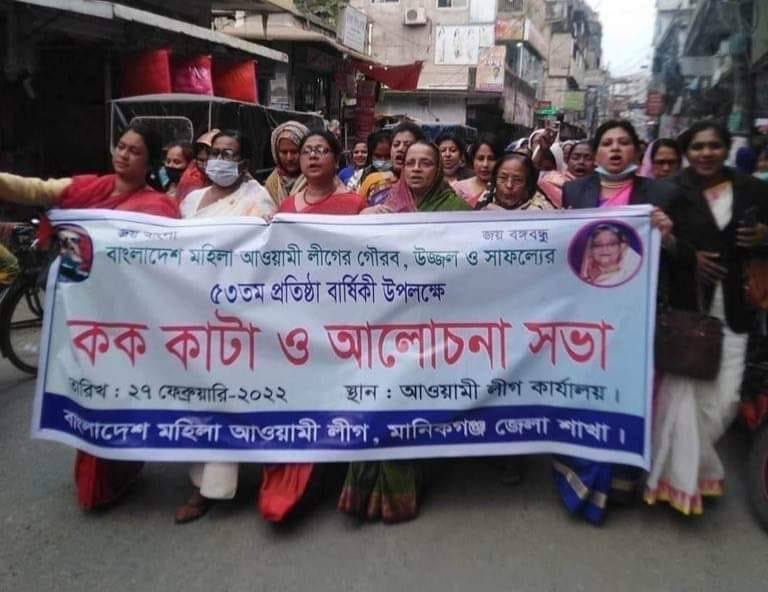 জয় বাংলা জয় বঙ্গবন্ধু
বাংলাদেশ মহিলা আওয়ামী লীগের গৌরব, উজ্জল ও সাফল্যের
৫৩তম প্রতিষ্ঠা বার্ষিকী উপলক্ষে
কক কাটা ও আলোচনা সভা
তারিখ : ২৭ ফেব্রুয়ারি-২০২২ স্থান : আওয়ামী লীগ কার্যালয়।
বাংলাদেশ মহিলা আওয়ামী লীগ, মানিকগঞ্জ জেলা শাখা।